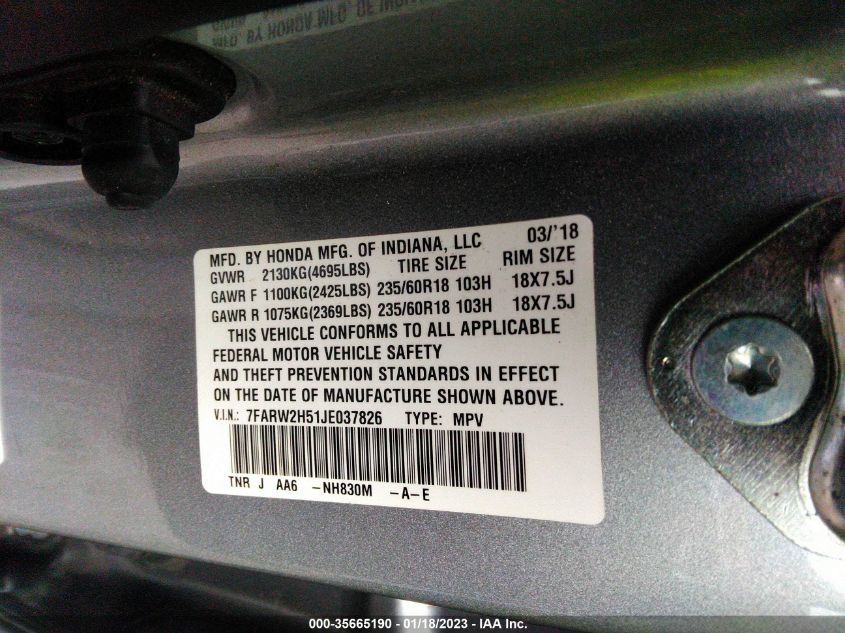 MFD. BY HONDA MFG. OF INDIANA, LLC 03/'18
GVWR 2130KG(4695LBS) TIRE SIZE RIM SIZE
GAWR F 1100KG(2425LBS) 235/60R18 103H 18X7.5J
GAWR R 1075KG(2369LBS) 235/60R18 103H 18X7.5J
THIS VEHICLE CONFORMS TO ALL APPLICABLE
FEDERAL MOTOR VEHICLE SAFETY
AND THEFT PREVENTION STANDARDS IN EFFECT
ON THE DATE OF MANUFACTURE SHOWN ABOVE.
V.I.N.: 7FARW2H51JE037826 TYPE: MPV
TNR J AA6 -NH830M -A-E
000-35665190 - 01/18/2023 - IAA Inc.